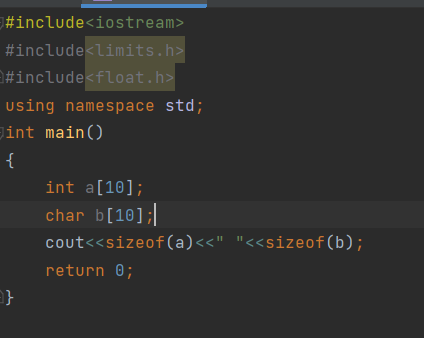 #include<iostream>
#include<limits.h>
#include<float.h>
using namespace std;
int main()
{
    int a[10];
    char b[10];
    cout<<sizeof(a)<<" "<<sizeof(b);
    return 0;
}